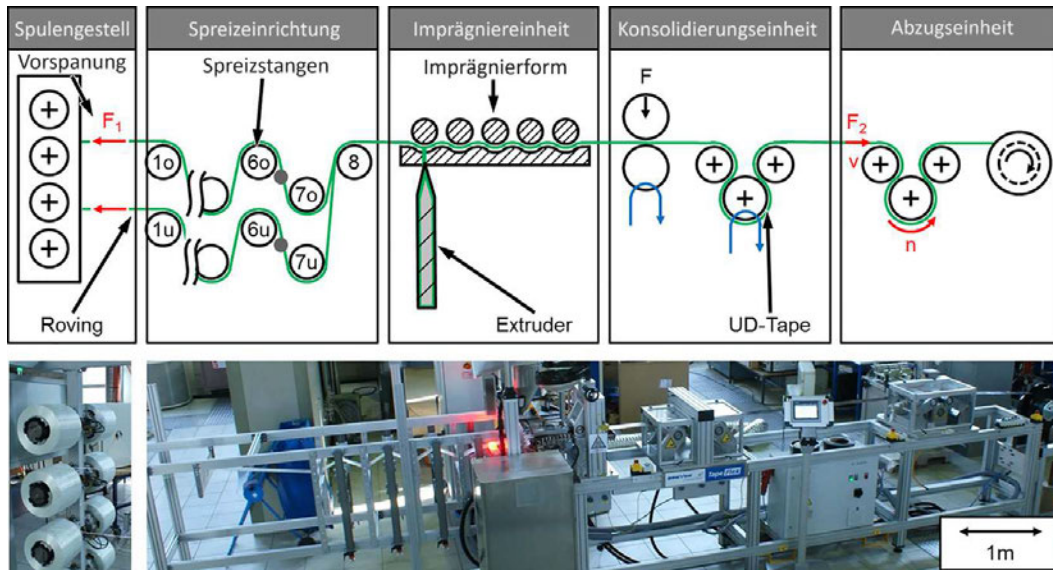 Spulengestell
Spreizeinrichtung
Imprägniereinheit
Konsolidierungseinheit
Abzugseinheit
Vorspanung
Spreizstangen
Imprägnierform
F
F₁
F₂
1o
6o
7o
8
v
1u
6u
7u
n
Roving
Extruder
UD-Tape
1m